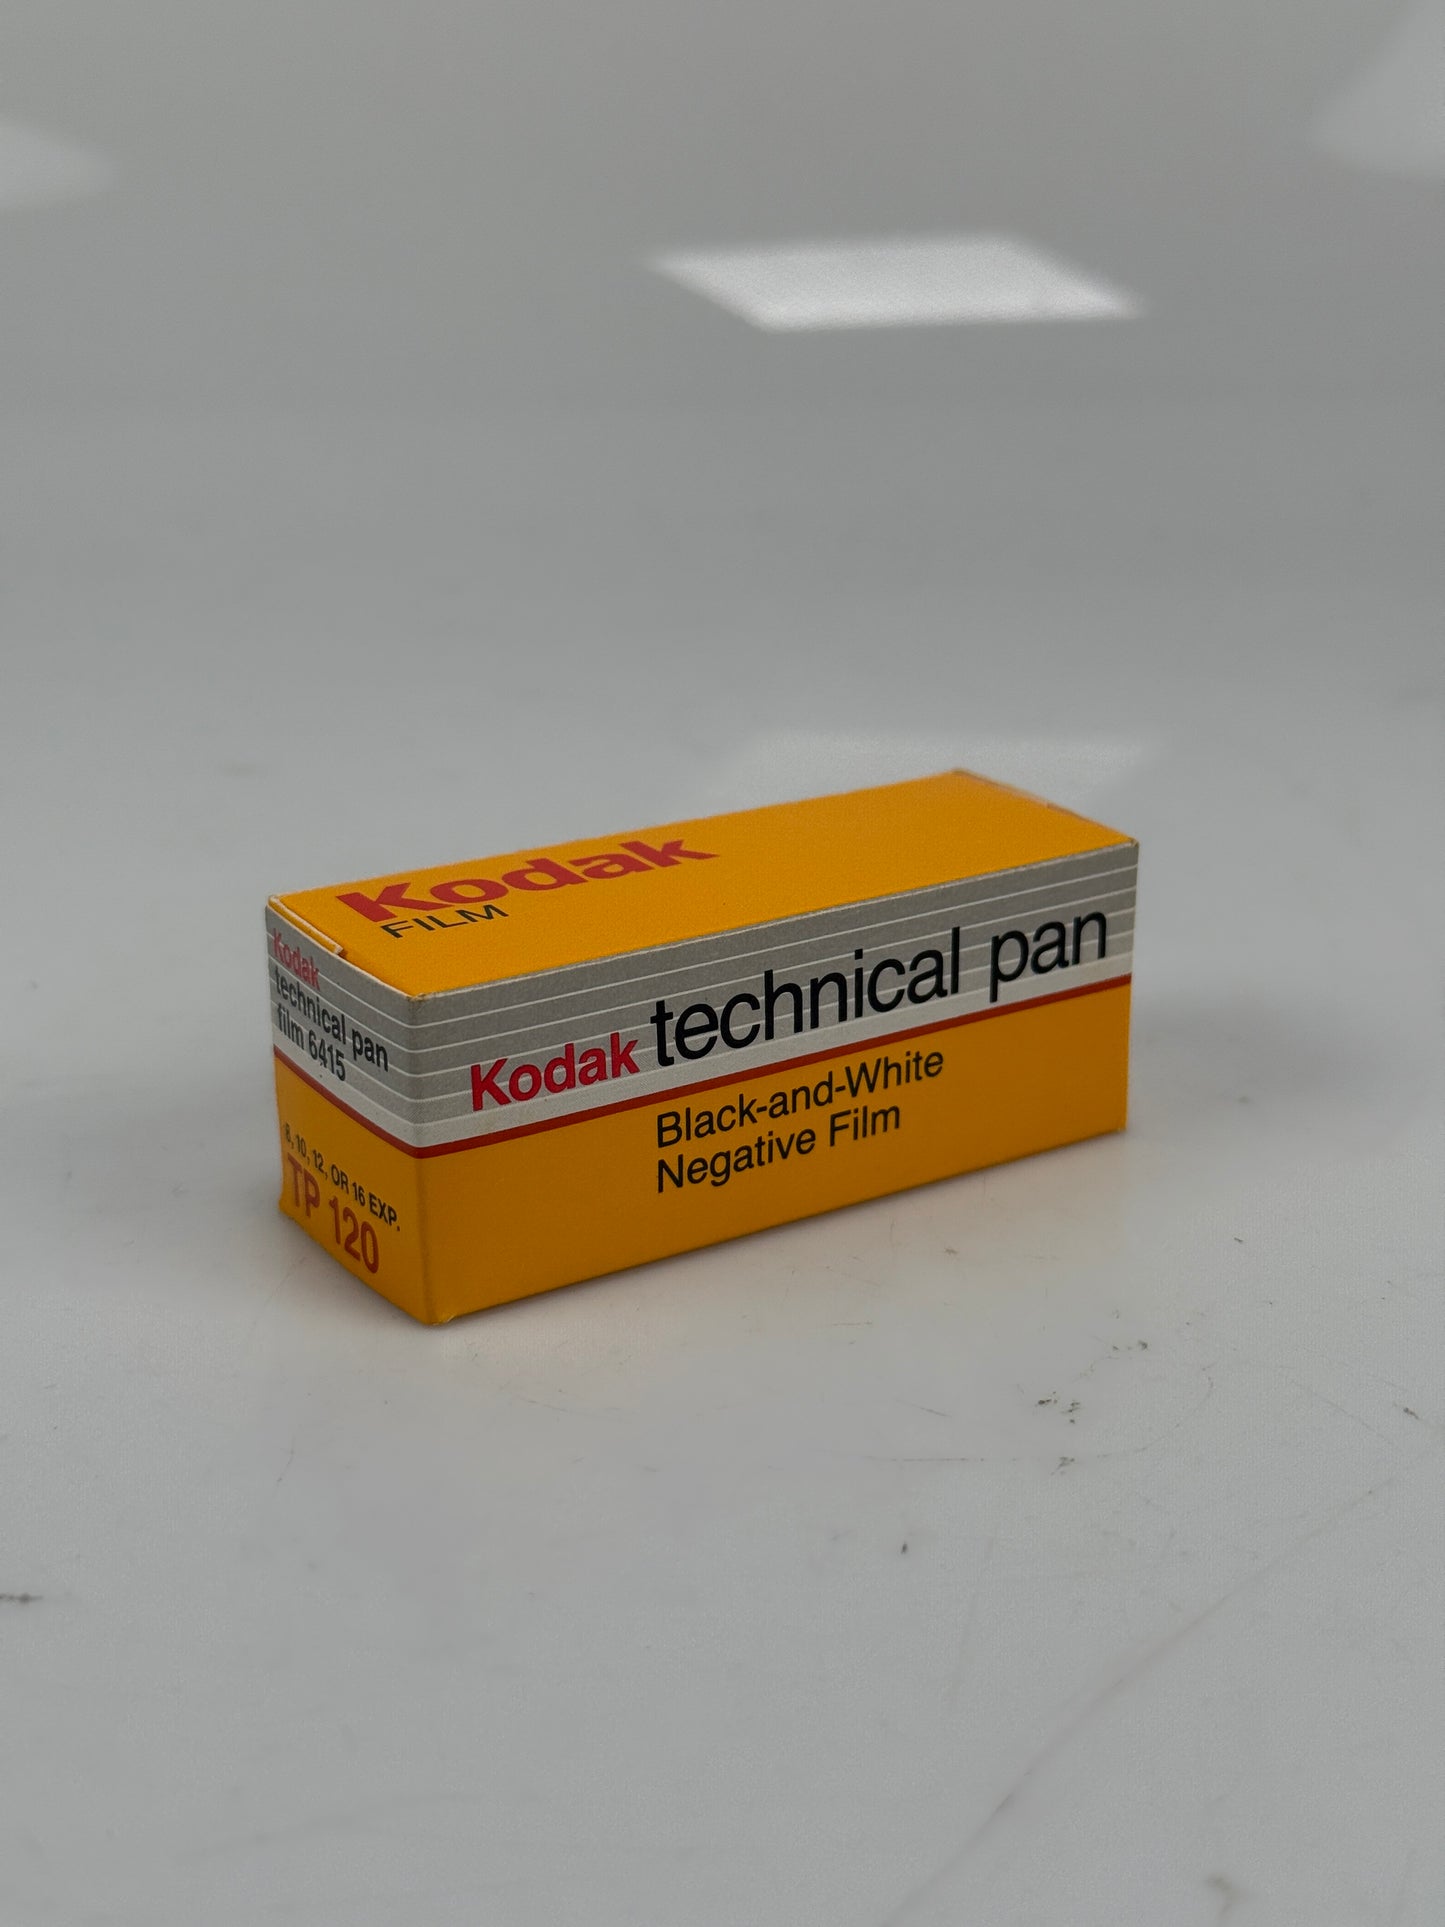 Kodak
FILM
Kodak
technical pan
film 6415
8, 10, 12, OR 16 EXP.
TP 120
Kodak technical pan
Black-and-White
Negative Film